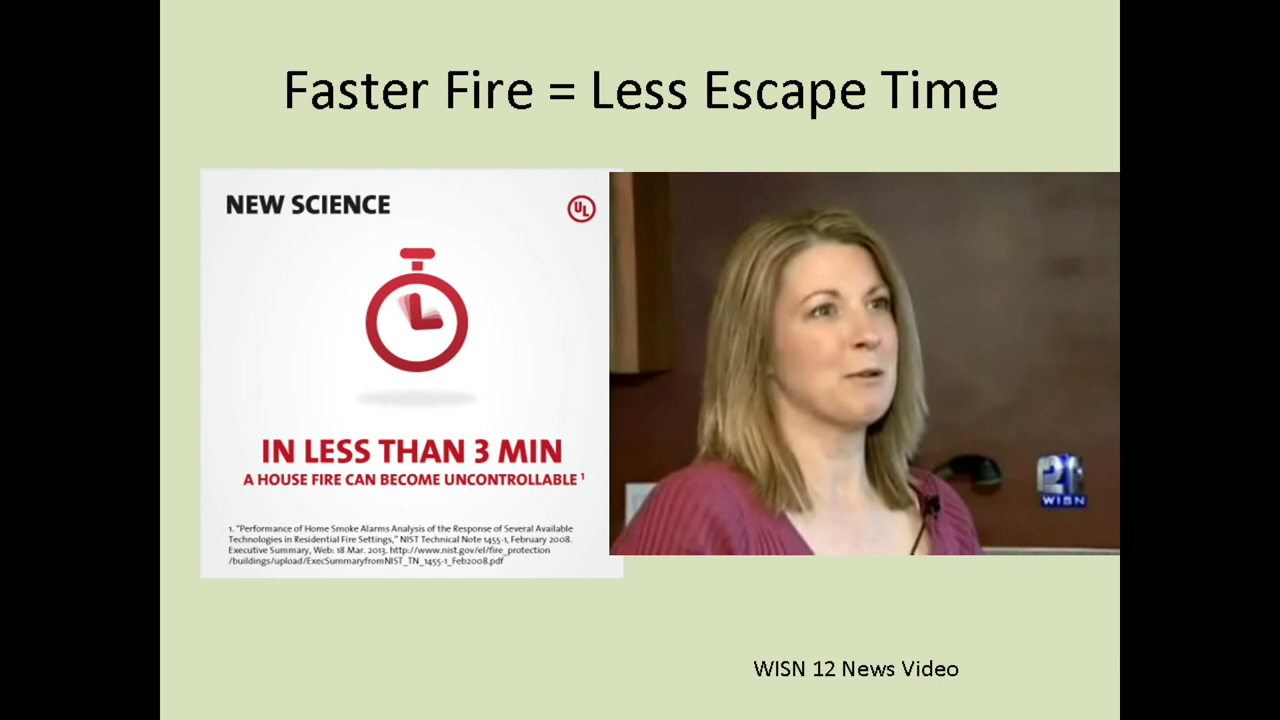 Faster Fire = Less Escape Time
NEW SCIENCE
UL
IN LESS THAN 3 MIN
A HOUSE FIRE CAN BECOME UNCONTROLLABLE ¹
1. "Performance of Home Smoke Alarms Analysis of the Response of Several Available
Technologies in Residential Fire Settings," NIST Technical Note 1455-1, February 2008.
Executive Summary, Web: 18 Mar. 2013. http://www.nist.gov/el/fire_protection
/buildings/upload/ExecSummaryfromNIST_TN_1455-1_Feb2008.pdf
WISN
WISN 12 News Video